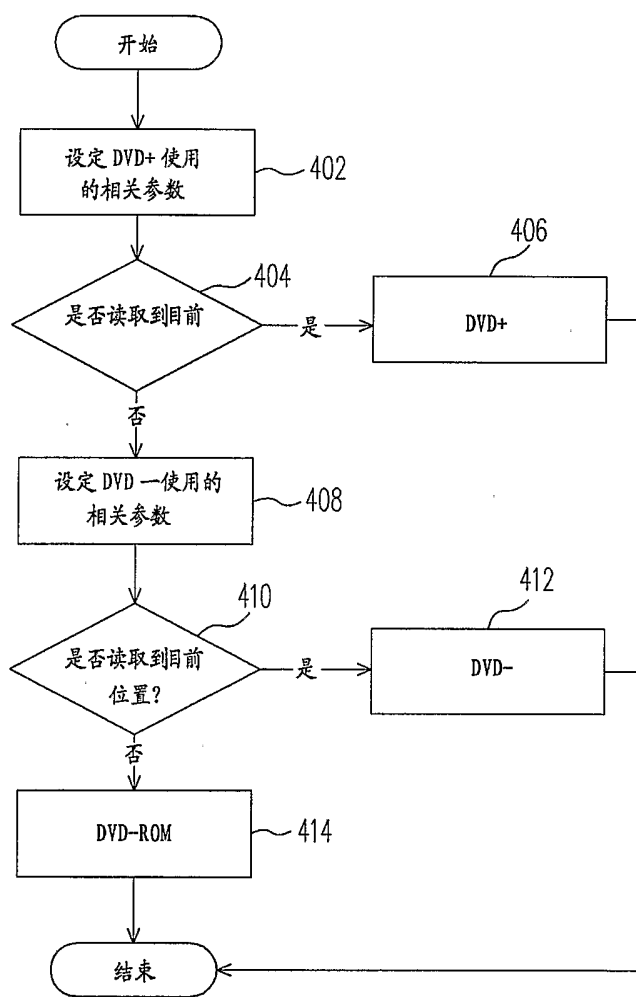 开始
设定 DVD+ 使用
的相关参数
402
404
是否读取到目前
是
406
DVD+
否
设定 DVD 一使用的
相关参数
408
410
是否读取到目前
位置?
是
412
DVD-
否
DVD-ROM
414
结束